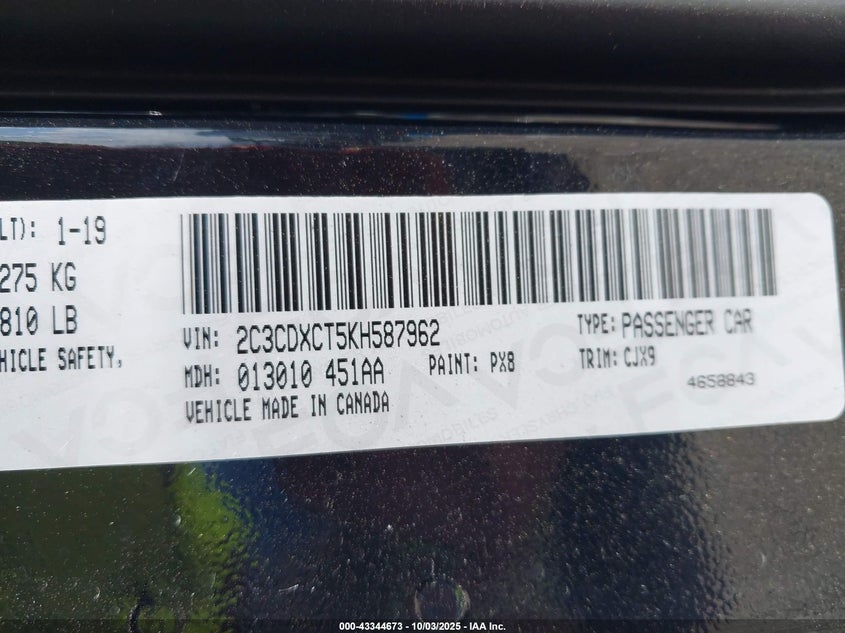 LT): 1-19
275 KG
810 LB
HICLE SAFETY,
VIN: 2C3CDXCT5KH587962
TYPE: PASSENGER CAR
MDH: 013010 451AA
PAINT: PX8
TRIM: CJX9
VEHICLE MADE IN CANADA
4658843
000-43344673 - 10/03/2025 - IAA Inc.